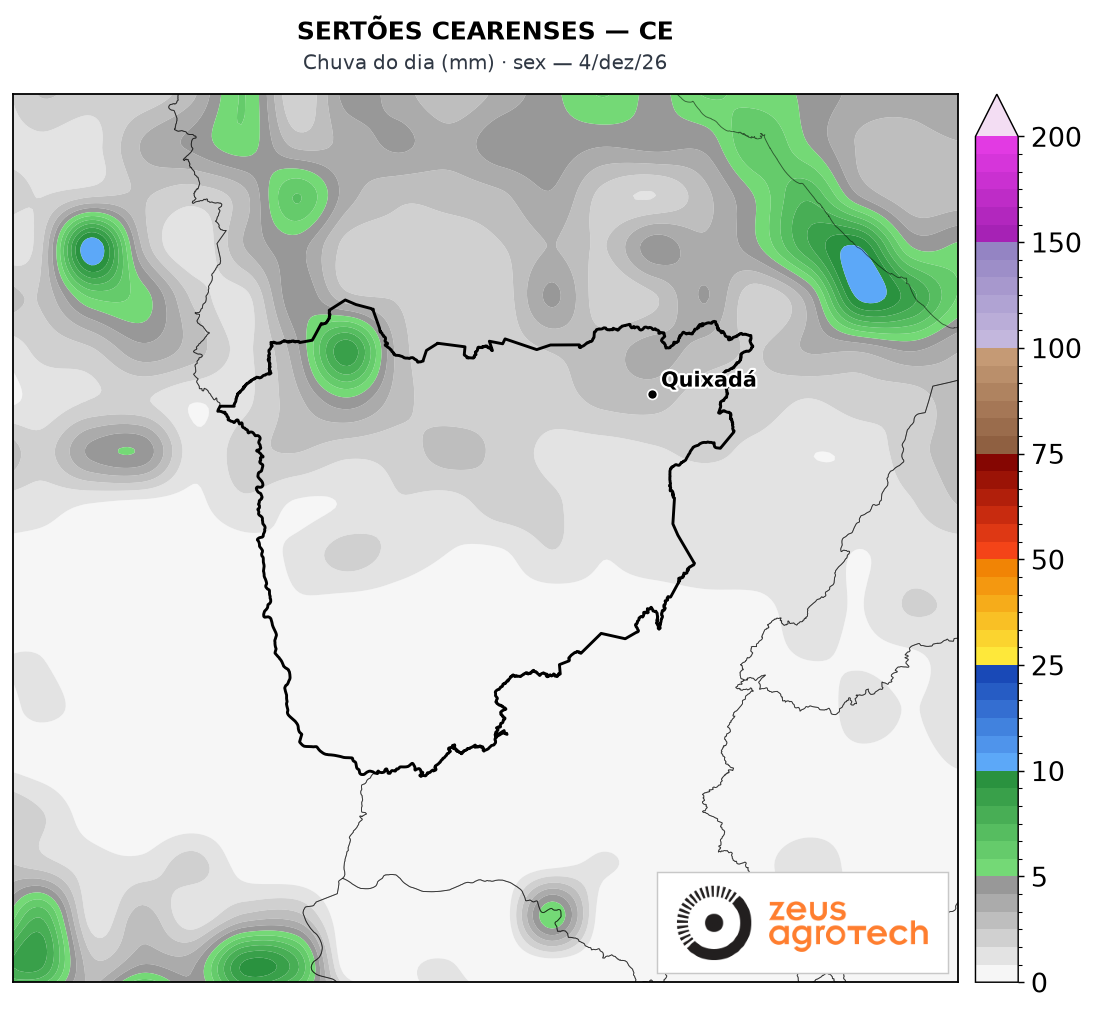 SERTÕES CEARENSES — CE
Chuva do dia (mm) · sex — 4/dez/26
200
150
100
75
50
25
10
5
0
Quixadá
zeus
agrotech